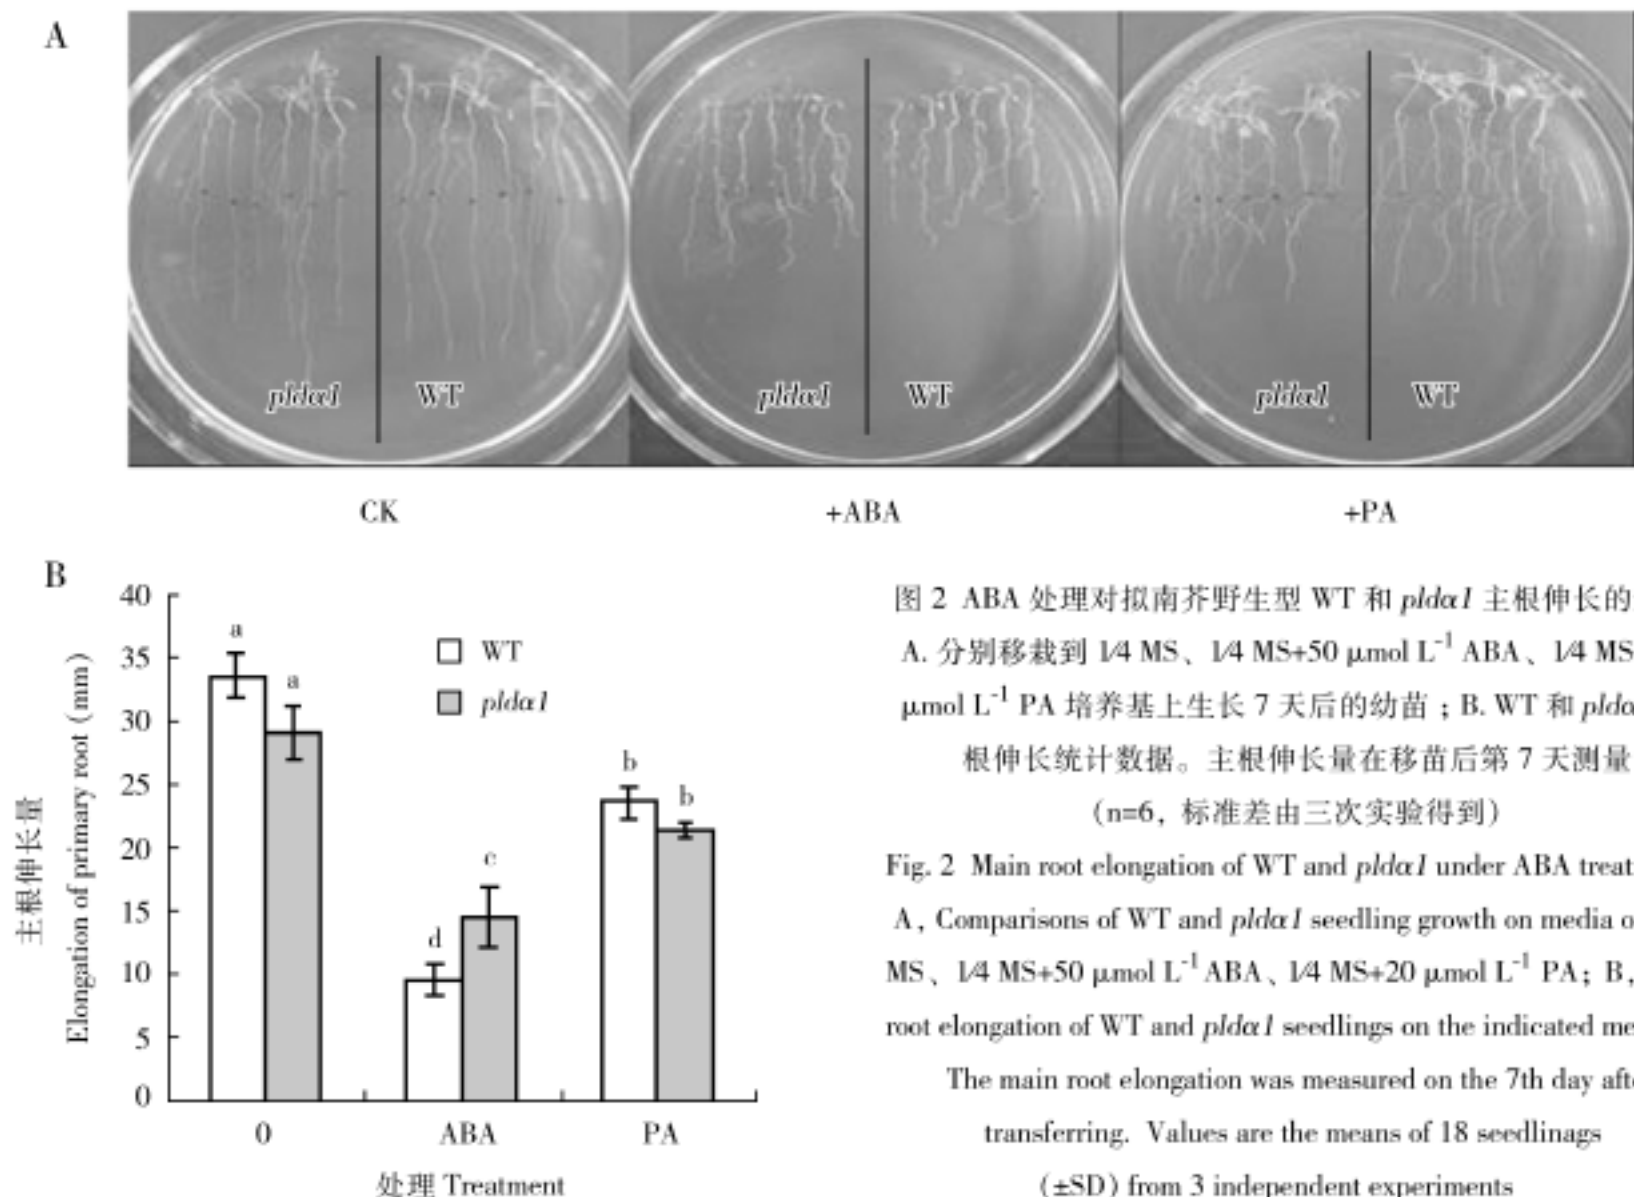 A
pldα1
WT
pldα1
WT
pldα1
WT
CK
+ABA
+PA
B
40
35
30
25
20
15
10
5
0
主根伸长量
Elongation of primary root (mm)
a
a
d
c
b
b
WT
pldα1
0
ABA
PA
处理 Treatment
图 2 ABA 处理对拟南芥野生型 WT 和 pldα1 主根伸长的
A. 分别移栽到 1/4 MS、1/4 MS+50 μmol L⁻¹ ABA、1/4 MS
μmol L⁻¹ PA 培养基上生长 7 天后的幼苗；B. WT 和
根伸长统计数据。主根伸长量在移苗后第 7 天测量
（n=6，标准差由三次实验得到）
Fig. 2 Main root elongation of WT and pldα1 under ABA treat
A, Comparisons of WT and pldα1 seedling growth on media o
MS、1/4 MS+50 μmol L⁻¹ ABA、1/4 MS+20 μmol L⁻¹ PA; B,
root elongation of WT and pldα1 seedlings on the indicated me
The main root elongation was measured on the 7th day aft
transferring. Values are the means of 18 seedlinags
(±SD) from 3 independent experiments